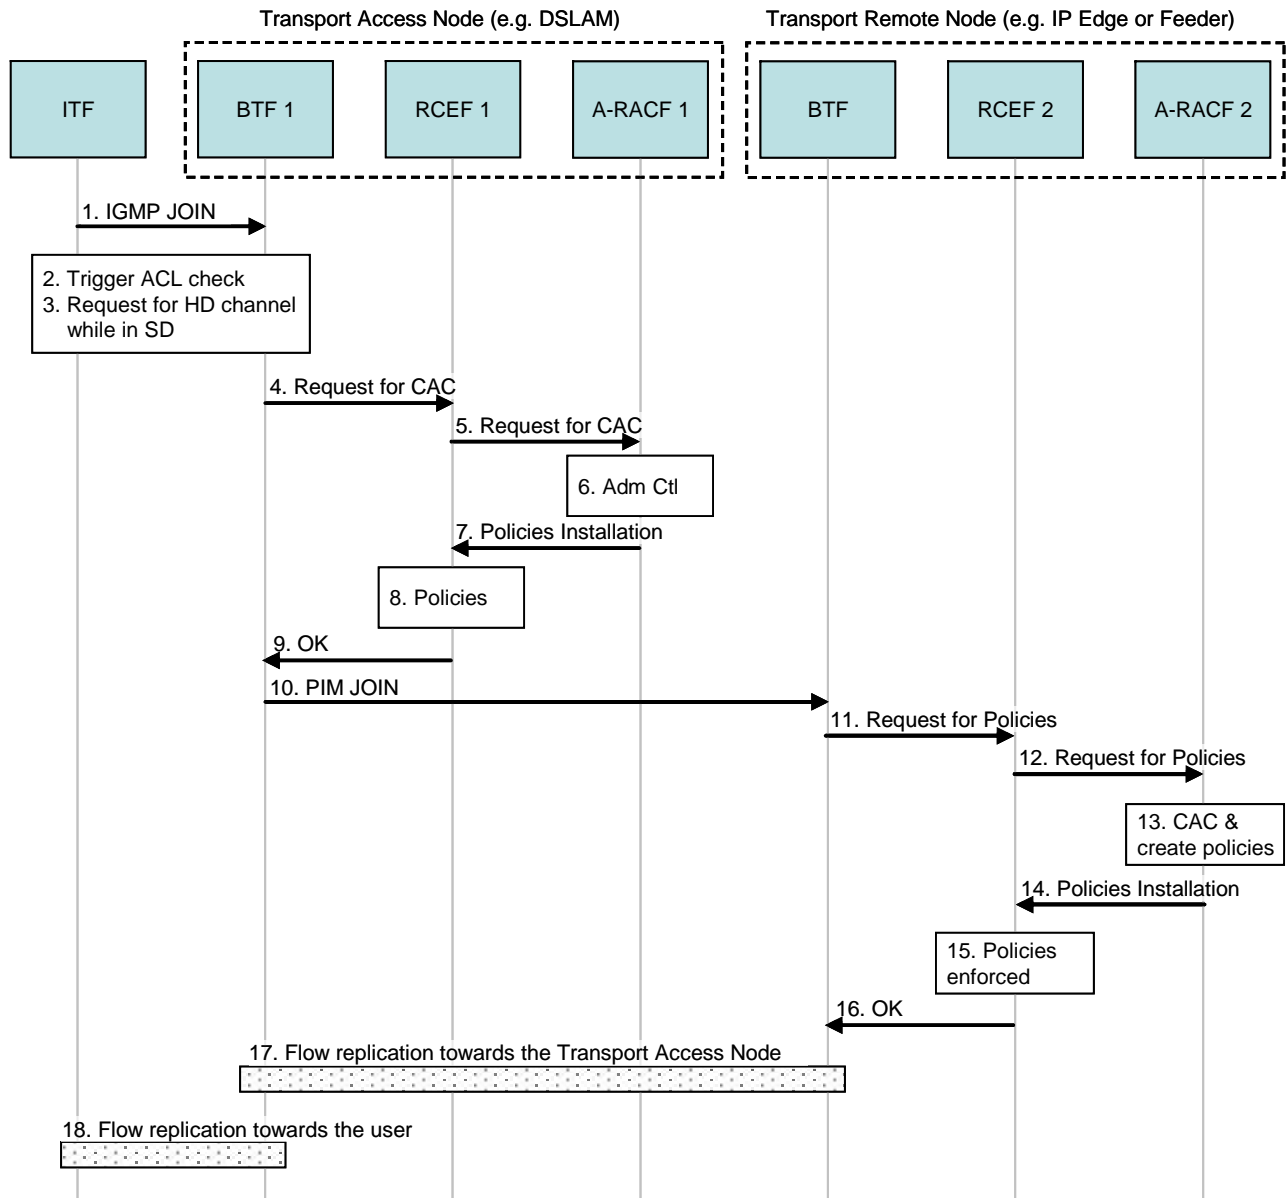 Transport Access Node (e.g. DSLAM)
Transport Remote Node (e.g. IP Edge or Feeder)
ITF
BTF 1
RCEF 1
A-RACF 1
BTF
RCEF 2
A-RACF 2
1. IGMP JOIN
2. Trigger ACL check
3. Request for HD channel
while in SD
4. Request for CAC
5. Request for CAC
6. Adm Ctl
7. Policies Installation
8. Policies
9. OK
10. PIM JOIN
11. Request for Policies
12. Request for Policies
13. CAC &
create policies
14. Policies Installation
15. Policies
enforced
16. OK
17. Flow replication towards the Transport Access Node
18. Flow replication towards the user